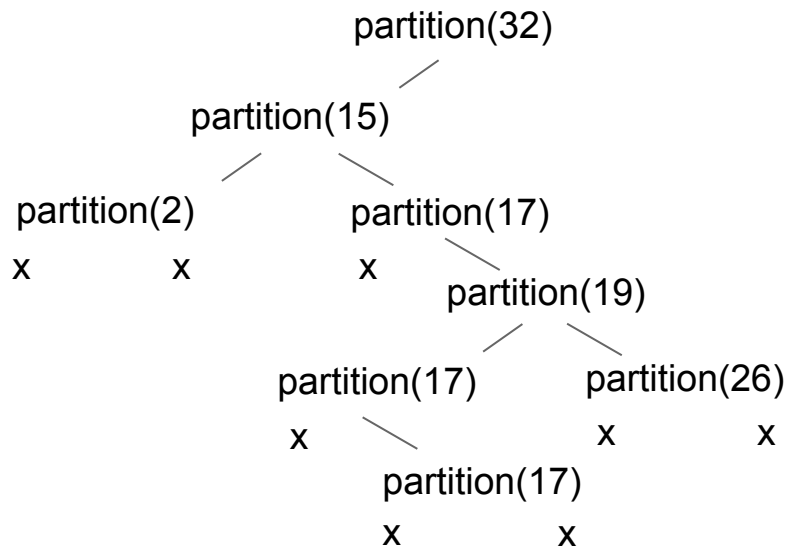 partition(32)
partition(15)
partition(2) partition(17)
x x x
partition(19)
partition(17) partition(26)
x x x
partition(17)
x x